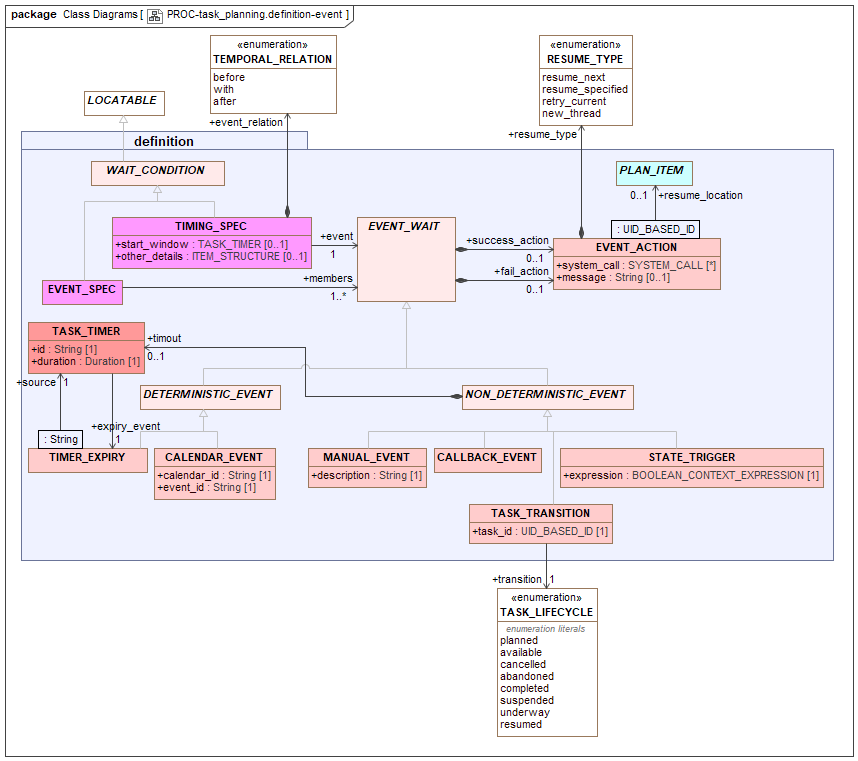 package Class Diagrams [ PROC-task_planning.definition-event ]
«enumeration»
TEMPORAL_RELATION
before
with
after
«enumeration»
RESUME_TYPE
resume_next
resume_specified
retry_current
new_thread
LOCATABLE
+event_relation
+resume_type
definition
WAIT_CONDITION
PLAN_ITEM
0..1
+resume_location
: UID_BASED_ID
TIMING_SPEC
+start_window : TASK_TIMER [0..1]
+other_details : ITEM_STRUCTURE [0..1]
+event
1
EVENT_WAIT
+success_action
0..1
+fail_action
0..1
EVENT_ACTION
+system_call : SYSTEM_CALL [*]
+message : String [0..1]
EVENT_SPEC
+members
1..*
TASK_TIMER
+id : String [1]
+duration : Duration [1]
+timout
0..1
+source
1
DETERMINISTIC_EVENT
NON_DETERMINISTIC_EVENT
+expiry_event
1
: String
TIMER_EXPIRY
CALENDAR_EVENT
+calendar_id : String [1]
+event_id : String [1]
MANUAL_EVENT
+description : String [1]
CALLBACK_EVENT
STATE_TRIGGER
+expression : BOOLEAN_CONTEXT_EXPRESSION [1]
TASK_TRANSITION
+task_id : UID_BASED_ID [1]
+transition
1
«enumeration»
TASK_LIFECYCLE
enumeration literals
planned
available
cancelled
abandoned
completed
suspended
underway
resumed